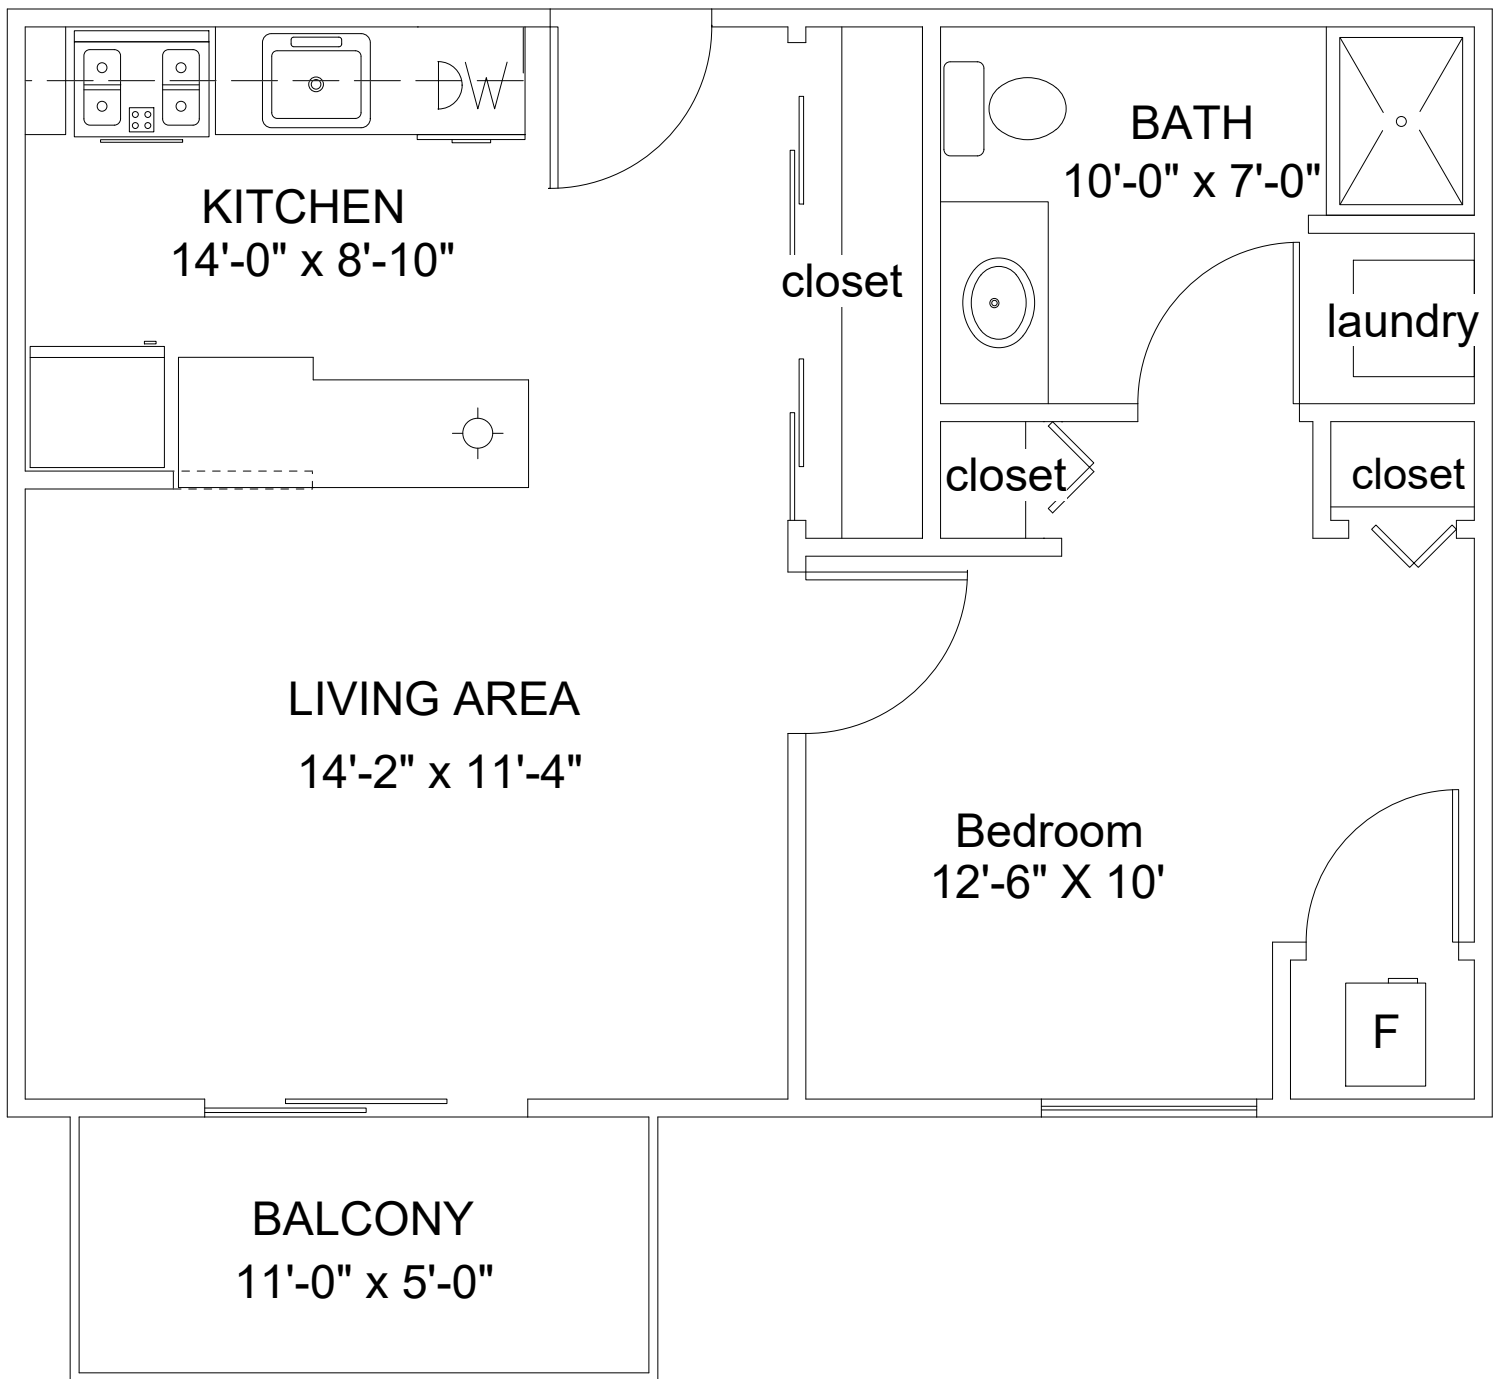 DW
KITCHEN
14'-0" x 8'-10"
BATH
10'-0" x 7'-0"
closet
laundry
closet
closet
LIVING AREA
14'-2" x 11'-4"
Bedroom
12'-6" X 10'
F
BALCONY
11'-0" x 5'-0"